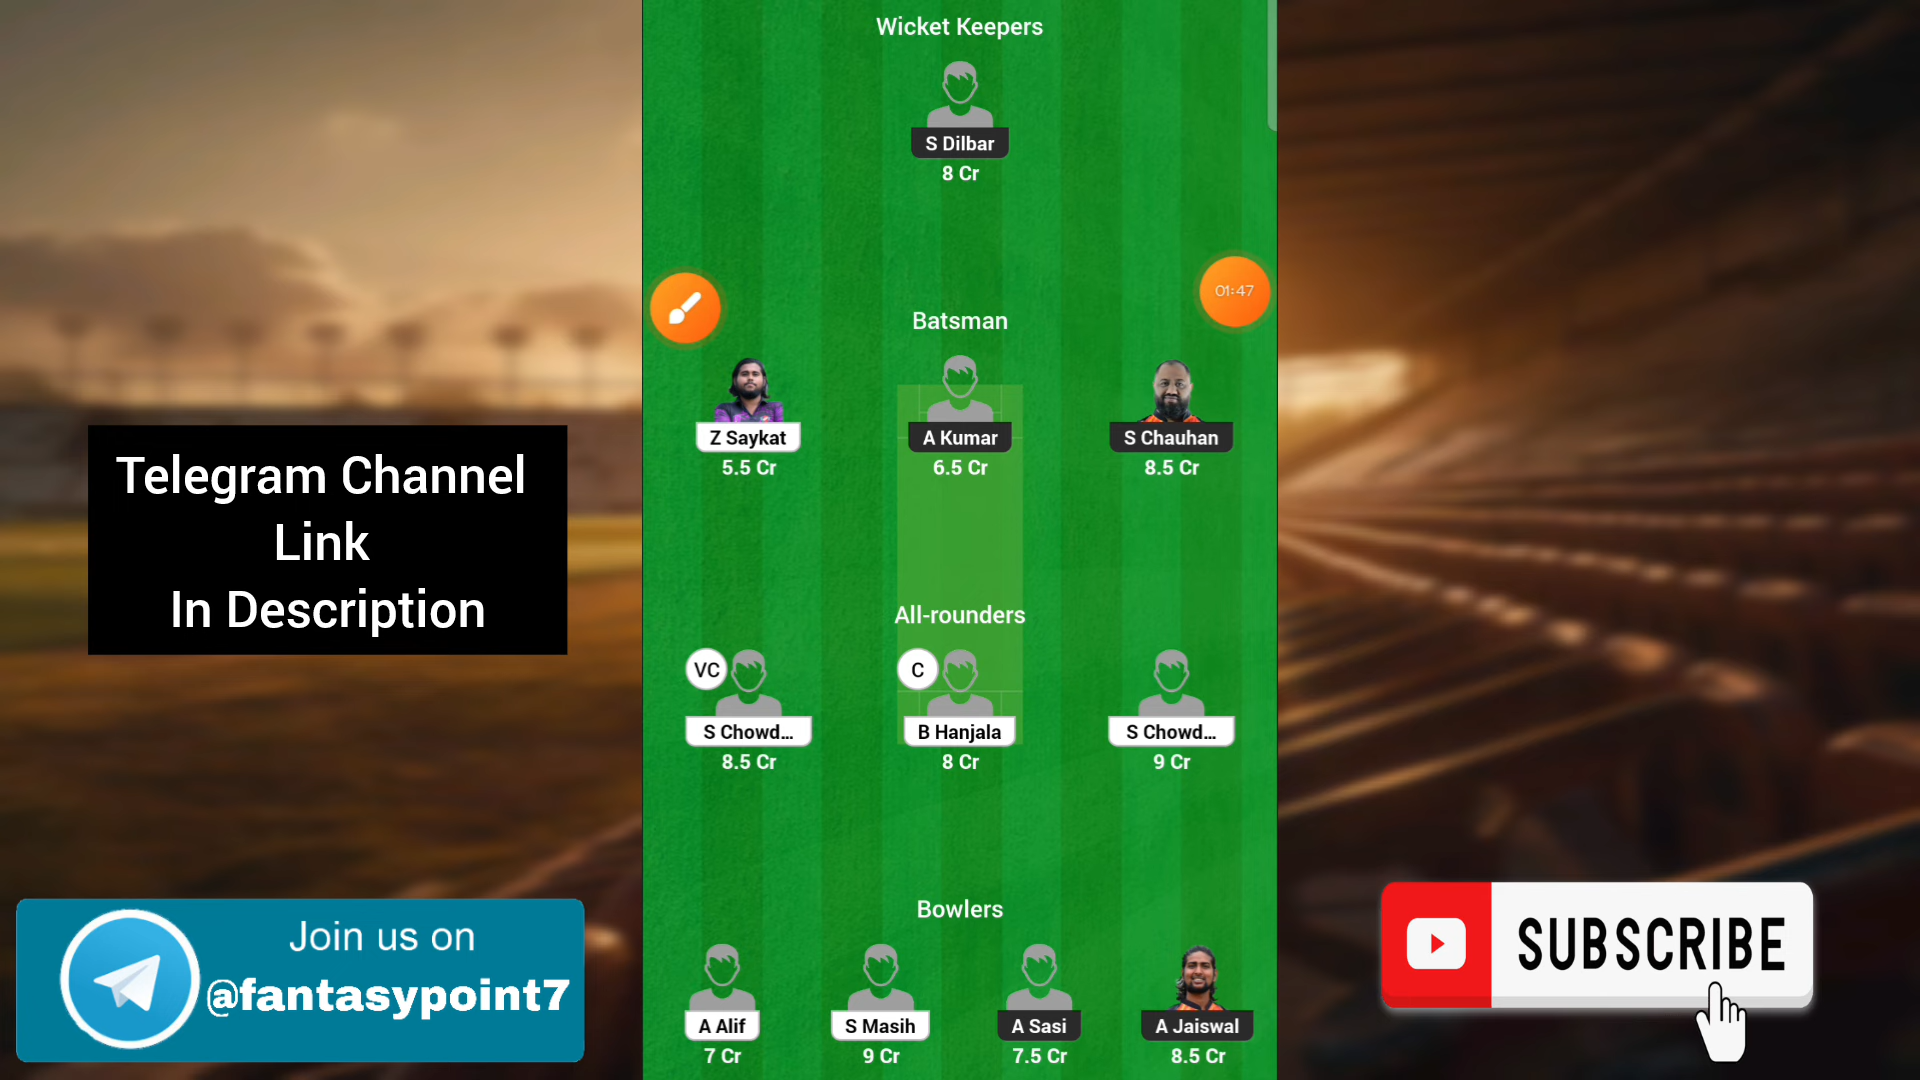 Wicket Keepers
S Dilbar
8 Cr
01:47
Batsman
Z Saykat
A Kumar
S Chauhan
5.5 Cr
6.5 Cr
8.5 Cr
Telegram Channel
Link
In Description
All-rounders
VC
C
S Chowd...
B Hanjala
S Chowd...
8.5 Cr
8 Cr
9 Cr
Bowlers
A Alif
S Masih
A Sasi
A Jaiswal
7 Cr
9 Cr
7.5 Cr
8.5 Cr
Join us on
@fantasypoint7
SUBSCRIBE